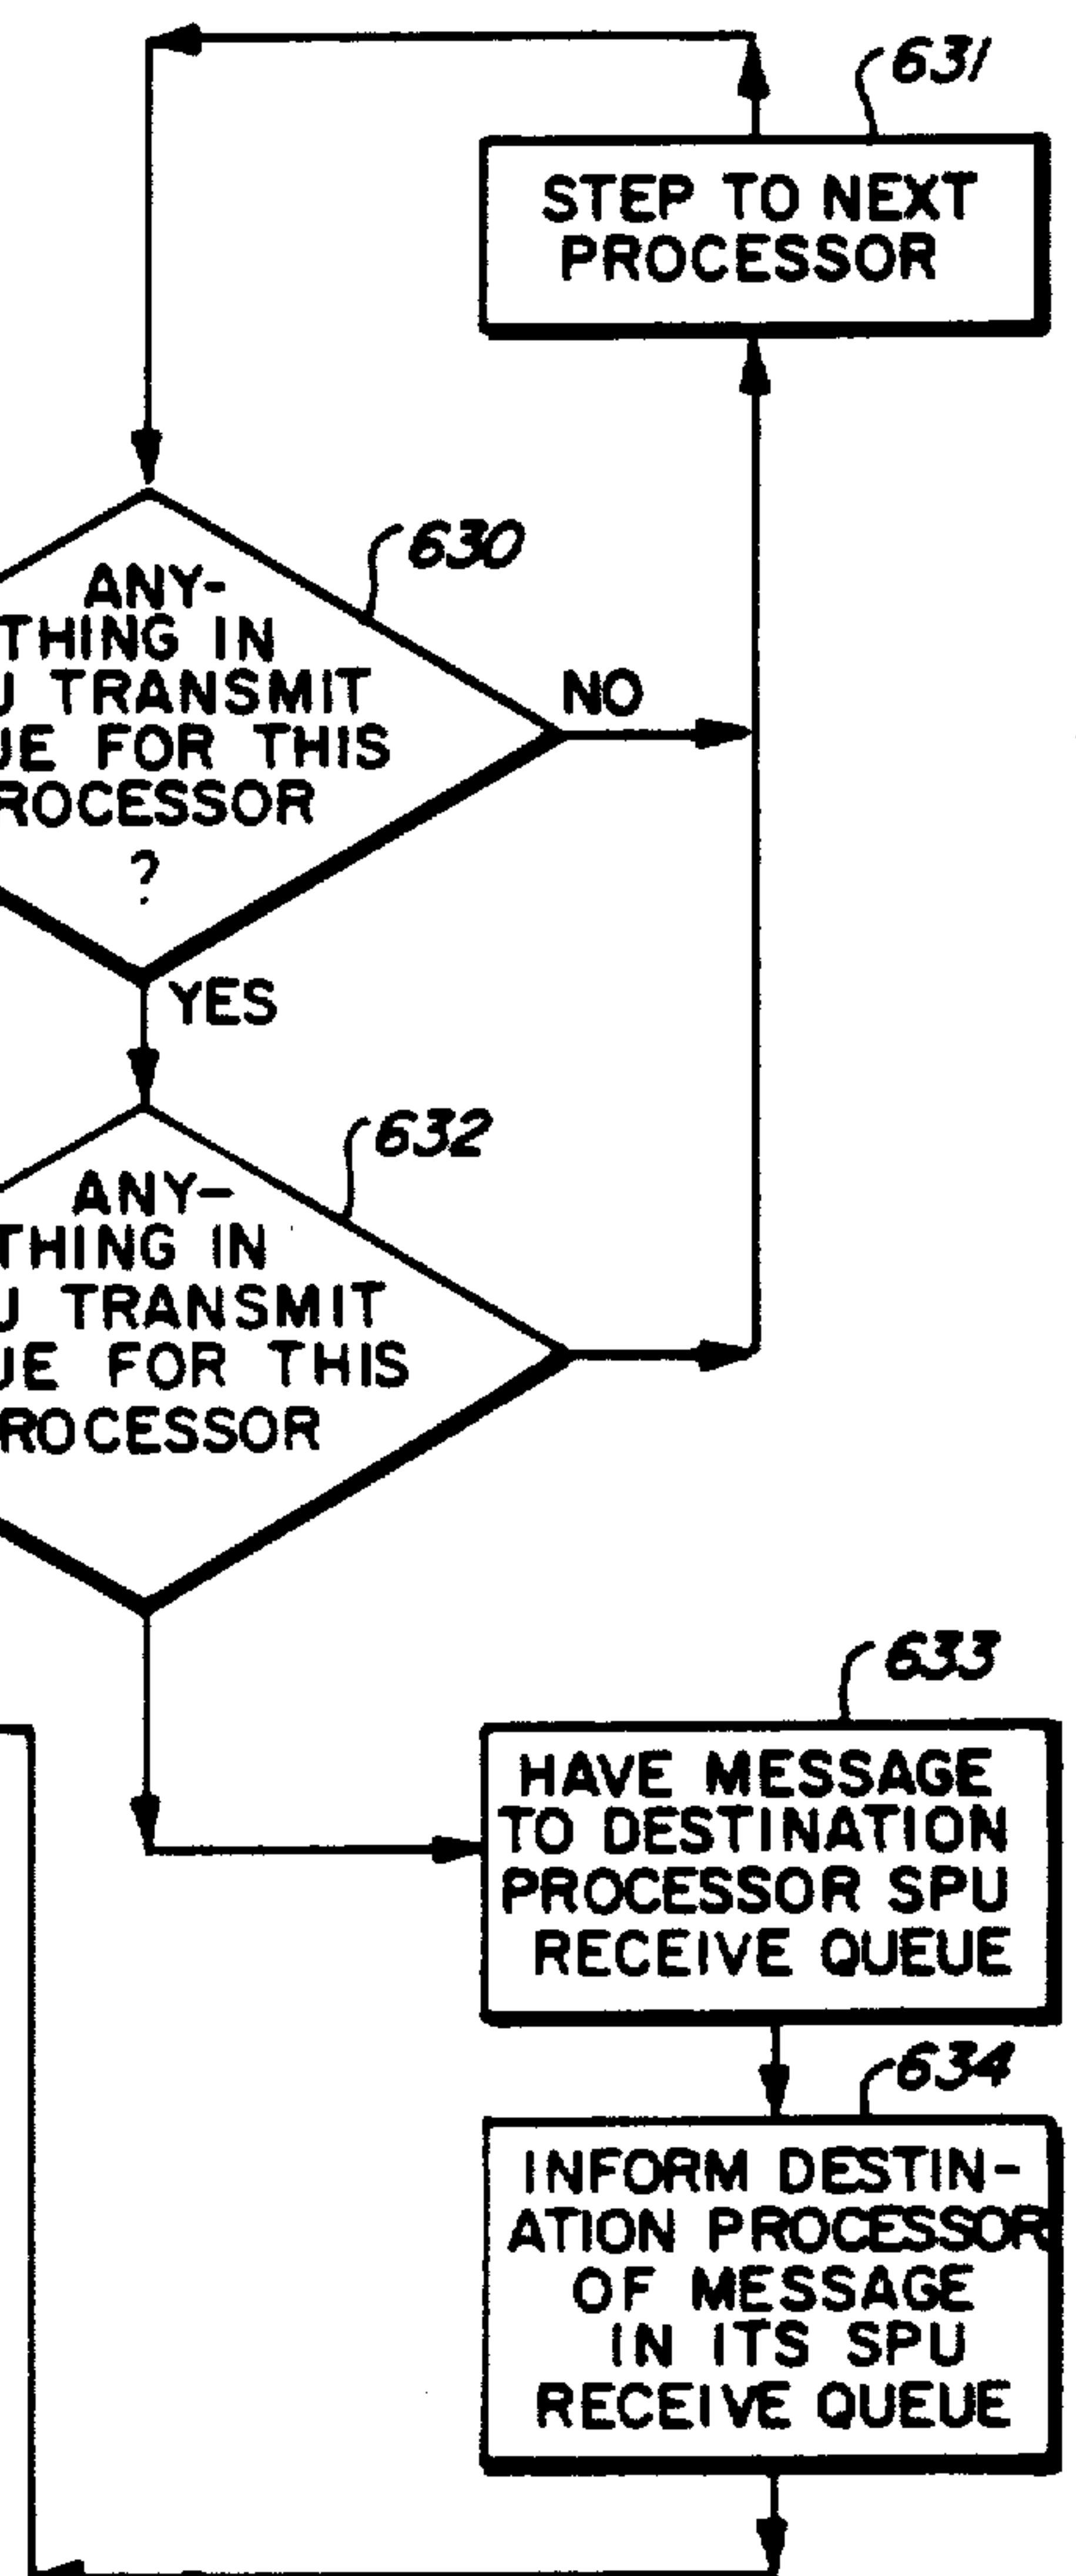 631
STEP TO NEXT
PROCESSOR
630
ANY-
THING IN
TRANSMIT
FOR THIS
?
NO
YES
632
ANY-
THING IN
TRANSMIT
FOR THIS
633
HAVE MESSAGE
TO DESTINATION
PROCESSOR SPU
RECEIVE QUEUE
634
INFORM DESTIN-
ATION PROCESSOR
OF MESSAGE
IN ITS SPU
RECEIVE QUEUE